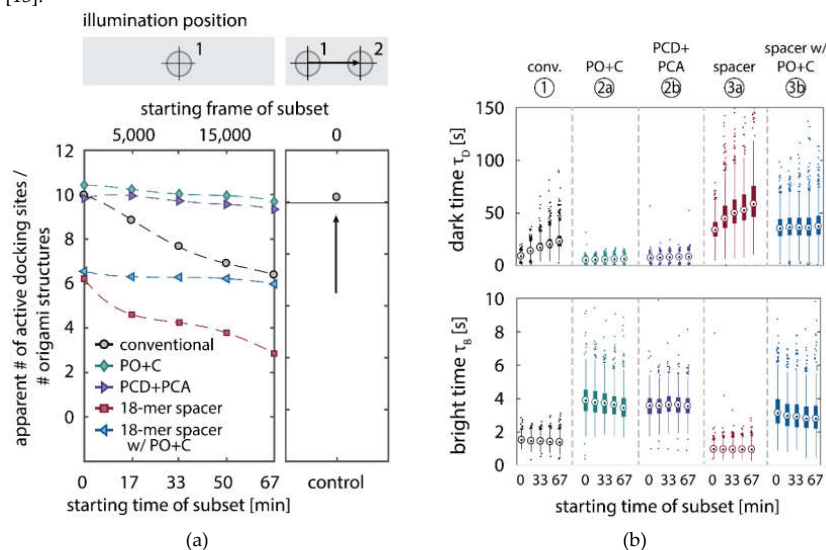 [15].
illumination position
1
1 2
starting frame of subset
5,000 15,000 0
12
10
8
6
4
2
0
apparent # of active docking sites /
# origami structures
conventional
PO+C
PCD+PCA
18-mer spacer
18-mer spacer
w/ PO+C
0 17 33 50 67
control
starting time of subset [min]
(a)
PCD+ spacer w/
conv. PO+C PCA spacer PO+C
1 2a 2b 3a 3b
150
100
50
0
dark time τD [s]
10
8
6
4
2
0
bright time τB [s]
0 33 67 0 33 67 0 33 67 0 33 67 0 33 67
starting time of subset [min]
(b)